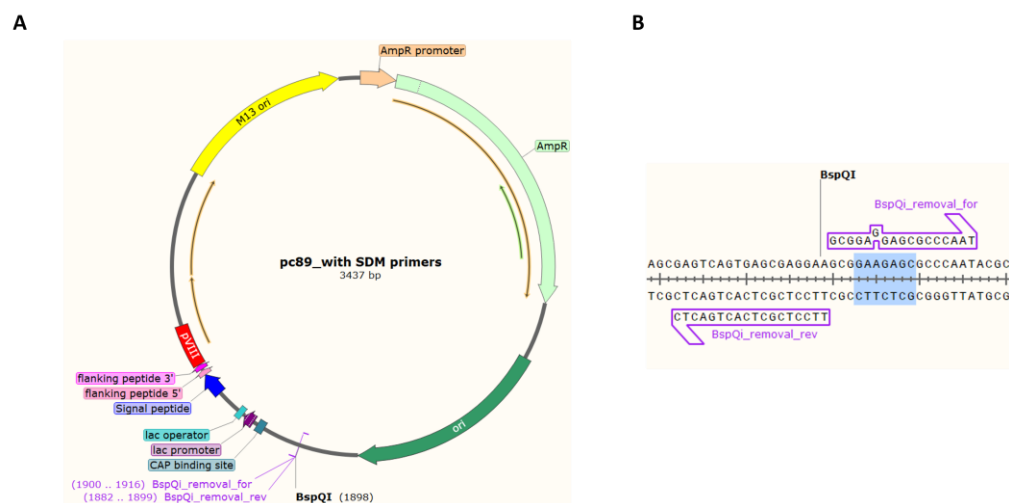 A
B
AmpR promoter
M13 ori
AmpR
pc89_with SDM primers
3437 bp
pVIII
flanking peptide 3'
flanking peptide 5'
Signal peptide
lac operator
lac promoter
CAP binding site
ori
(1900 .. 1916) BspQi_removal_for
(1882 .. 1899) BspQi_removal_rev
BspQI (1898)
BspQI
BspQi_removal_for
G
GCGGA GAGCGCCCAAT
AGCGAGTCAGTGAGCGAGGAAGCGGAAGAGCGCCCAATACGC
TCGCTCAGTCACTCGCTCCTTCGCCTTCTCGCGGGTTATGCG
CTCAGTCACTCGCTCCTT
BspQi_removal_rev